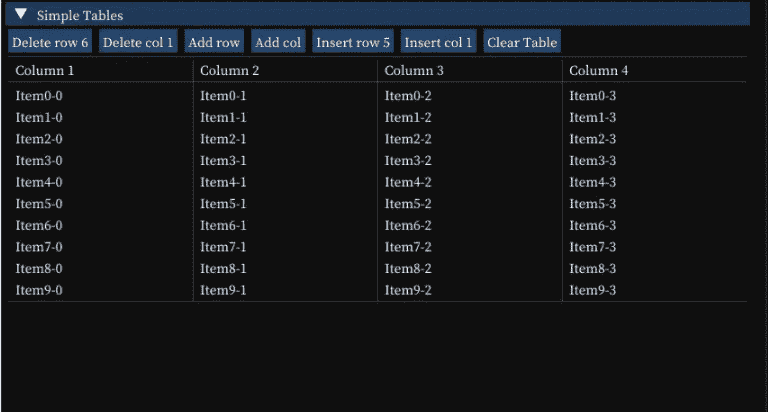 Simple Tables
Delete row 6 Delete col 1 Add row Add col Insert row 5 Insert col 1 Clear Table
Column 1 Column 2 Column 3 Column 4
Item0-0 Item0-1 Item0-2 Item0-3
Item1-0 Item1-1 Item1-2 Item1-3
Item2-0 Item2-1 Item2-2 Item2-3
Item3-0 Item3-1 Item3-2 Item3-3
Item4-0 Item4-1 Item4-2 Item4-3
Item5-0 Item5-1 Item5-2 Item5-3
Item6-0 Item6-1 Item6-2 Item6-3
Item7-0 Item7-1 Item7-2 Item7-3
Item8-0 Item8-1 Item8-2 Item8-3
Item9-0 Item9-1 Item9-2 Item9-3